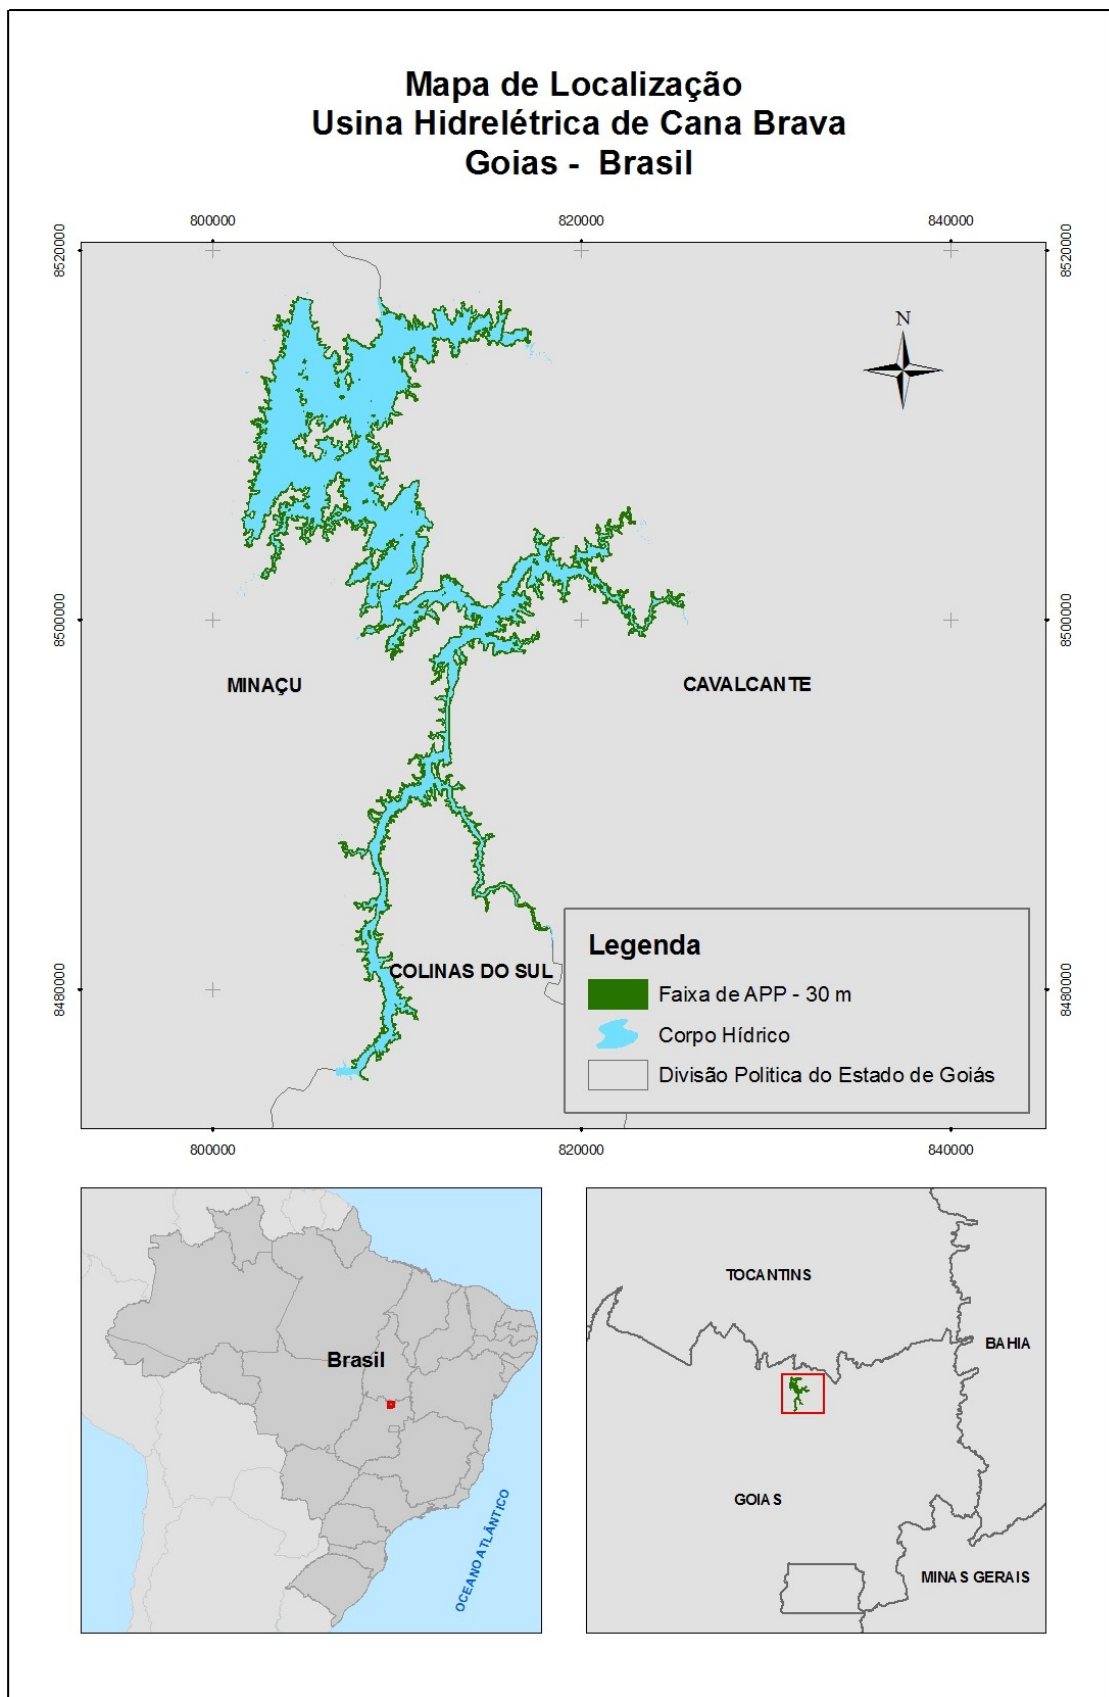 Mapa de Localização
Usina Hidrelétrica de Cana Brava
Goias - Brasil
800000 820000 840000
8520000 8520000
N
8500000 8500000
MINAÇU CAVALCANTE
COLINAS DO SUL
8480000 8480000
Legenda
Faixa de APP - 30 m
Corpo Hídrico
Divisão Politica do Estado de Goiás
800000 820000 840000
Brasil
OCEANO ATLÂNTICO
TOCANTINS
BAHIA
GOIAS
MINAS GERAIS